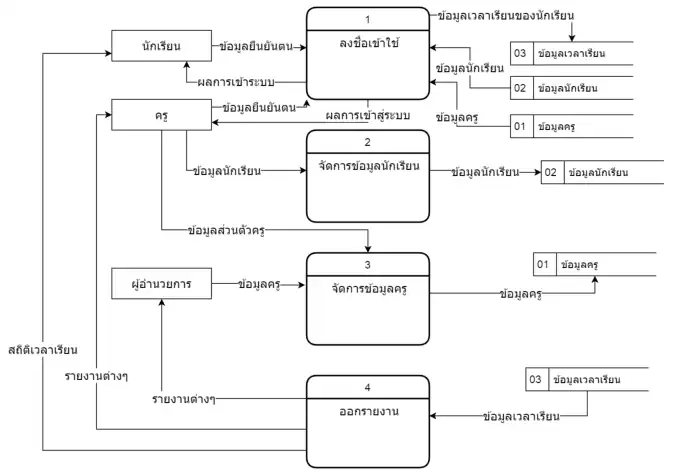 1
ข้อมูลเวลาเรียนของนักเรียน
นักเรียน
ข้อมูลยืนยันตน
ลงชื่อเข้าใช้
03 ข้อมูลเวลาเรียน
ข้อมูลนักเรียน
ผลการเข้าระบบ
02 ข้อมูลนักเรียน
ครู
ข้อมูลยืนยันตน
ผลการเข้าสู่ระบบ
ข้อมูลครู
01 ข้อมูลครู
2
ข้อมูลนักเรียน
จัดการข้อมูลนักเรียน
ข้อมูลนักเรียน
02 ข้อมูลนักเรียน
ข้อมูลส่วนตัวครู
3
01 ข้อมูลครู
ผู้อำนวยการ
ข้อมูลครู
จัดการข้อมูลครู
ข้อมูลครู
สถิติเวลาเรียน
รายงานต่างๆ
รายงานต่างๆ
4
03 ข้อมูลเวลาเรียน
ออกรายงาน
ข้อมูลเวลาเรียน